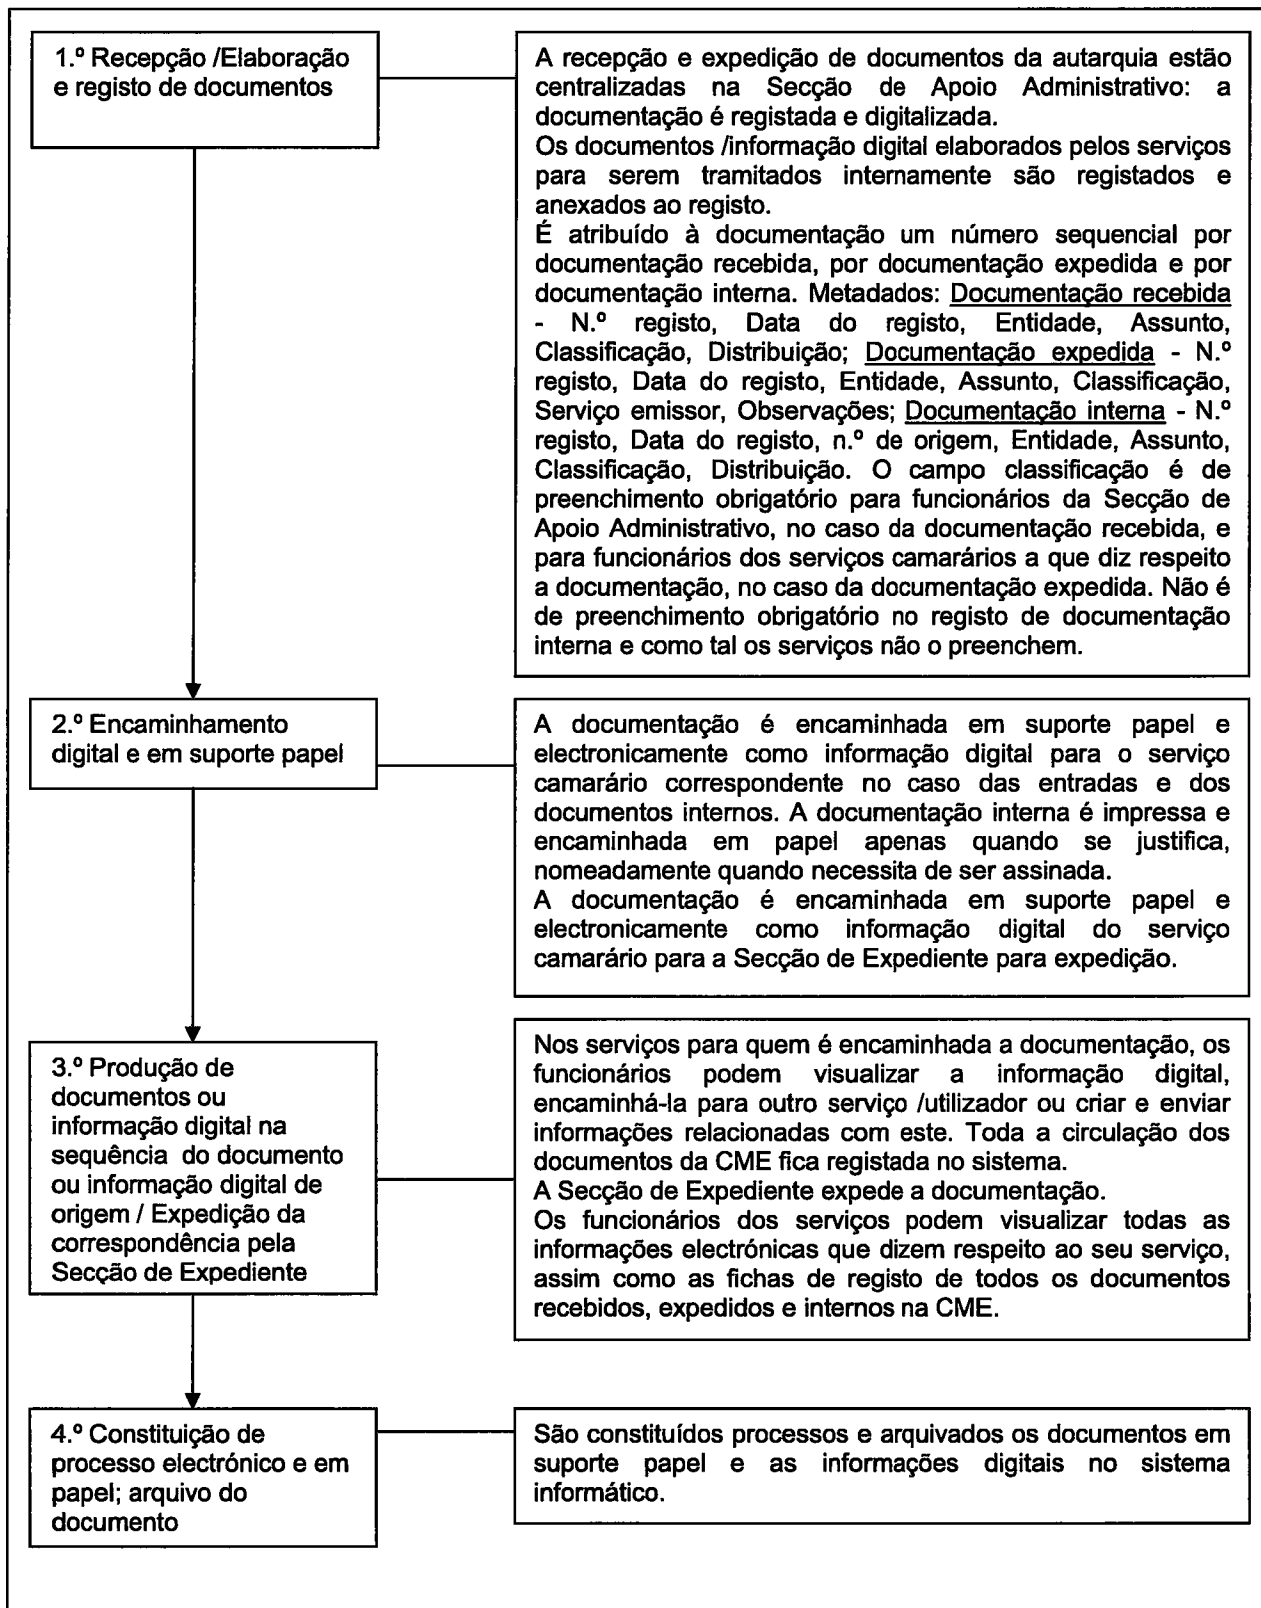 1.º Recepção /Elaboração
e registo de documentos
A recepção e expedição de documentos da autarquia estão
centralizadas na Secção de Apoio Administrativo: a
documentação é registada e digitalizada.
Os documentos /informação digital elaborados pelos serviços
para serem tramitados internamente são registados e
anexados ao registo.
É atribuído à documentação um número sequencial por
documentação recebida, por documentação expedida e por
documentação interna. Metadados: Documentação recebida
- N.º registo, Data do registo, Entidade, Assunto,
Classificação, Distribuição; Documentação expedida - N.º
registo, Data do registo, Entidade, Assunto, Classificação,
Serviço emissor, Observações; Documentação interna - N.º
registo, Data do registo, n.º de origem, Entidade, Assunto,
Classificação, Distribuição. O campo classificação é de
preenchimento obrigatório para funcionários da Secção de
Apoio Administrativo, no caso da documentação recebida, e
para funcionários dos serviços camarários a que diz respeito
a documentação, no caso da documentação expedida. Não é
de preenchimento obrigatório no registo de documentação
interna e como tal os serviços não o preenchem.
2.º Encaminhamento
digital e em suporte papel
A documentação é encaminhada em suporte papel e
electronicamente como informação digital para o serviço
camarário correspondente no caso das entradas e dos
documentos internos. A documentação interna é impressa e
encaminhada em papel apenas quando se justifica,
nomeadamente quando necessita de ser assinada.
A documentação é encaminhada em suporte papel e
electronicamente como informação digital do serviço
camarário para a Secção de Expediente para expedição.
3.º Produção de
documentos ou
informação digital na
sequência do documento
ou informação digital de
origem / Expedição da
correspondência pela
Secção de Expediente
Nos serviços para quem é encaminhada a documentação, os
funcionários podem visualizar a informação digital,
encaminhá-la para outro serviço /utilizador ou criar e enviar
informações relacionadas com este. Toda a circulação dos
documentos da CME fica registada no sistema.
A Secção de Expediente expede a documentação.
Os funcionários dos serviços podem visualizar todas as
informações electrónicas que dizem respeito ao seu serviço,
assim como as fichas de registo de todos os documentos
recebidos, expedidos e internos na CME.
4.º Constituição de
processo electrónico e em
papel; arquivo do
documento
São constituídos processos e arquivados os documentos em
suporte papel e as informações digitais no sistema
informático.